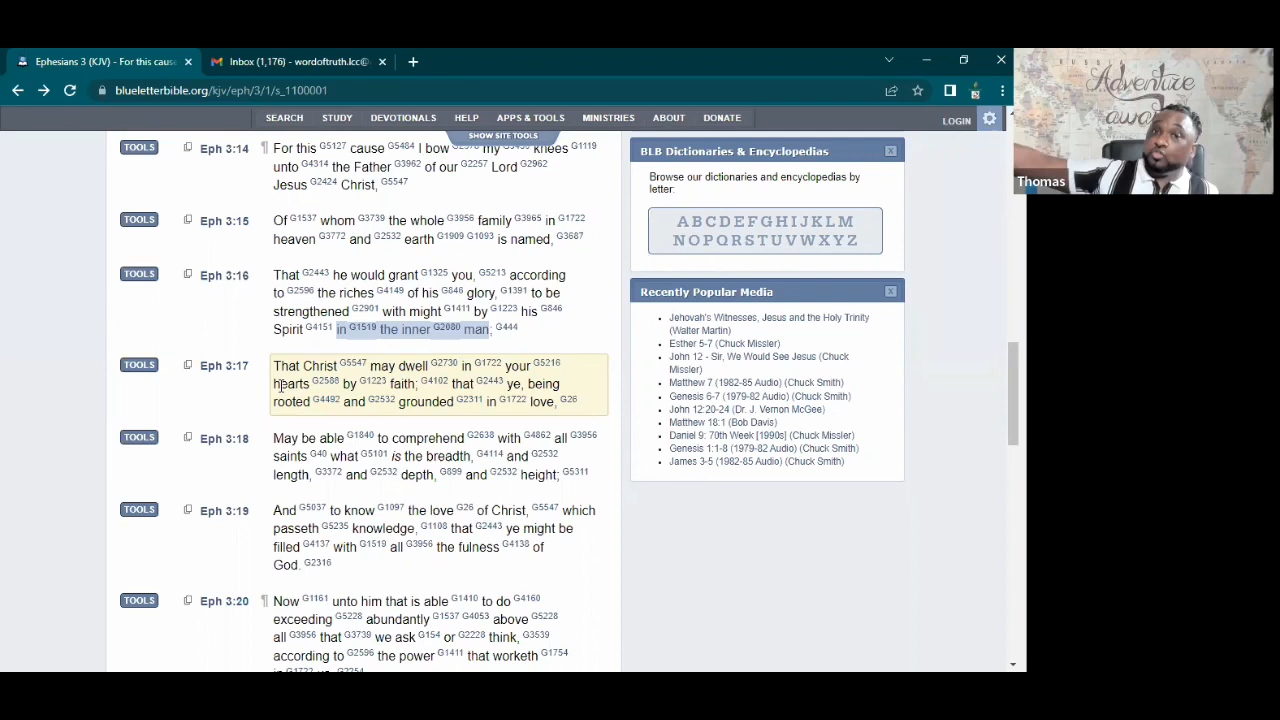 Ephesians 3 (KJV) - For this caus
Inbox (1,176) - wordoftruth.lcc@
blueletterbible.org/kjv/eph/3/1/s_1100001
SEARCH STUDY DEVOTIONALS HELP APPS & TOOLS MINISTRIES ABOUT DONATE LOGIN
SHOW SITE TOOLS
TOOLS Eph 3:14 ¶ For this G5127 cause G5484 I bow G2578 my knees G1119
unto G4314 the Father G3962 of our G2257 Lord G2962
Jesus G2424 Christ, G5547
TOOLS Eph 3:15 Of G1537 whom G3739 the whole G3956 family G3965 in G1722
heaven G3772 and G2532 earth G1909 G1093 is named, G3687
TOOLS Eph 3:16 That G2443 he would grant G1325 you, G5213 according
to G2596 the riches G4149 of his G846 glory, G1391 to be
strengthened G2901 with might G1411 by G1223 his G846
Spirit G4151 in G1519 the inner G2080 man; G444
TOOLS Eph 3:17 That Christ G5547 may dwell G2730 in G1722 your G5216
hearts G2588 by G1223 faith; G4102 that G2443 ye, being
rooted G4492 and G2532 grounded G2311 in G1722 love, G26
TOOLS Eph 3:18 May be able G1840 to comprehend G2638 with G4862 all G3956
saints G40 what G5101 is the breadth, G4114 and G2532
length, G3372 and G2532 depth, G899 and G2532 height; G5311
TOOLS Eph 3:19 And G5037 to know G1097 the love G26 of Christ, G5547 which
passeth G5235 knowledge, G1108 that G2443 ye might be
filled G4137 with G1519 all G3956 the fulness G4138 of
God. G2316
TOOLS Eph 3:20 ¶ Now G1161 unto him that is able G1410 to do G4160
exceeding G5228 abundantly G1537 G4053 above G5228
all G3956 that G3739 we ask G154 or G2228 think, G3539
according to G2596 the power G1411 that worketh G1754
BLB Dictionaries & Encyclopedias
Browse our dictionaries and encyclopedias by
letter:
A B C D E F G H I J K L M
N O P Q R S T U V W X Y Z
Recently Popular Media
Jehovah's Witnesses, Jesus and the Holy Trinity
(Walter Martin)
Esther 5-7 (Chuck Missler)
John 12 - Sir, We Would See Jesus (Chuck
Missler)
Matthew 7 (1982-85 Audio) (Chuck Smith)
Genesis 6-7 (1979-82 Audio) (Chuck Smith)
John 12:20-24 (Dr. J. Vernon McGee)
Matthew 18:1 (Bob Davis)
Daniel 9: 70th Week [1990s] (Chuck Missler)
Genesis 1:1-8 (1979-82 Audio) (Chuck Smith)
James 3-5 (1982-85 Audio) (Chuck Smith)
Adventure
Thomas